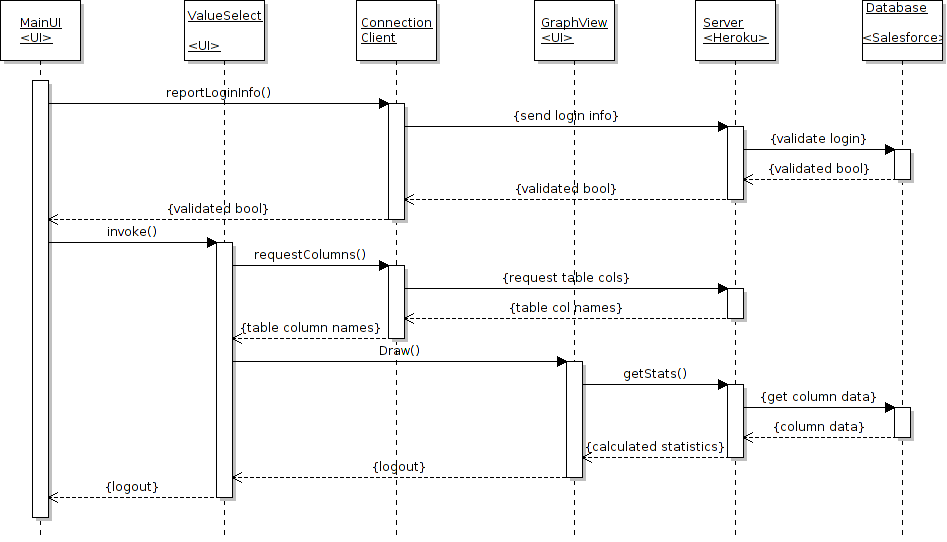 MainUI
<UI>
ValueSelect
<UI>
Connection
Client
GraphView
<UI>
Server
<Heroku>
Database
<Salesforce>
reportLoginInfo()
{send login info}
{validate login}
{validated bool}
{validated bool}
{validated bool}
invoke()
requestColumns()
{request table cols}
{table col names}
{table column names}
Draw()
getStats()
{get column data}
{column data}
{calculated statistics}
{logout}
{logout}